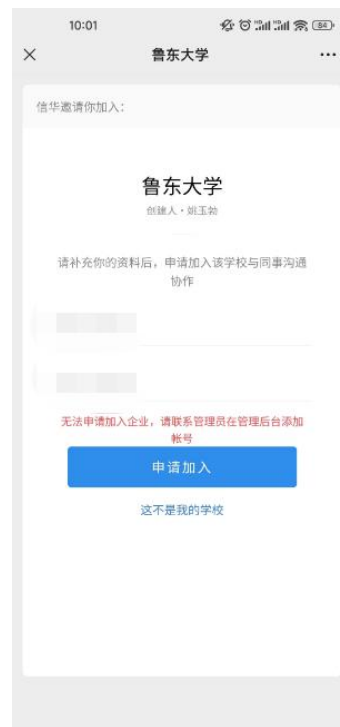 10:01
84
鲁东大学
信华邀请你加入：
鲁东大学
创建人·姐玉勃
请补充你的资料后，申请加入该学校与同事沟通
协作
无法申请加入企业，请联系管理员在管理后台添加
帐号
申请加入
这不是我的学校